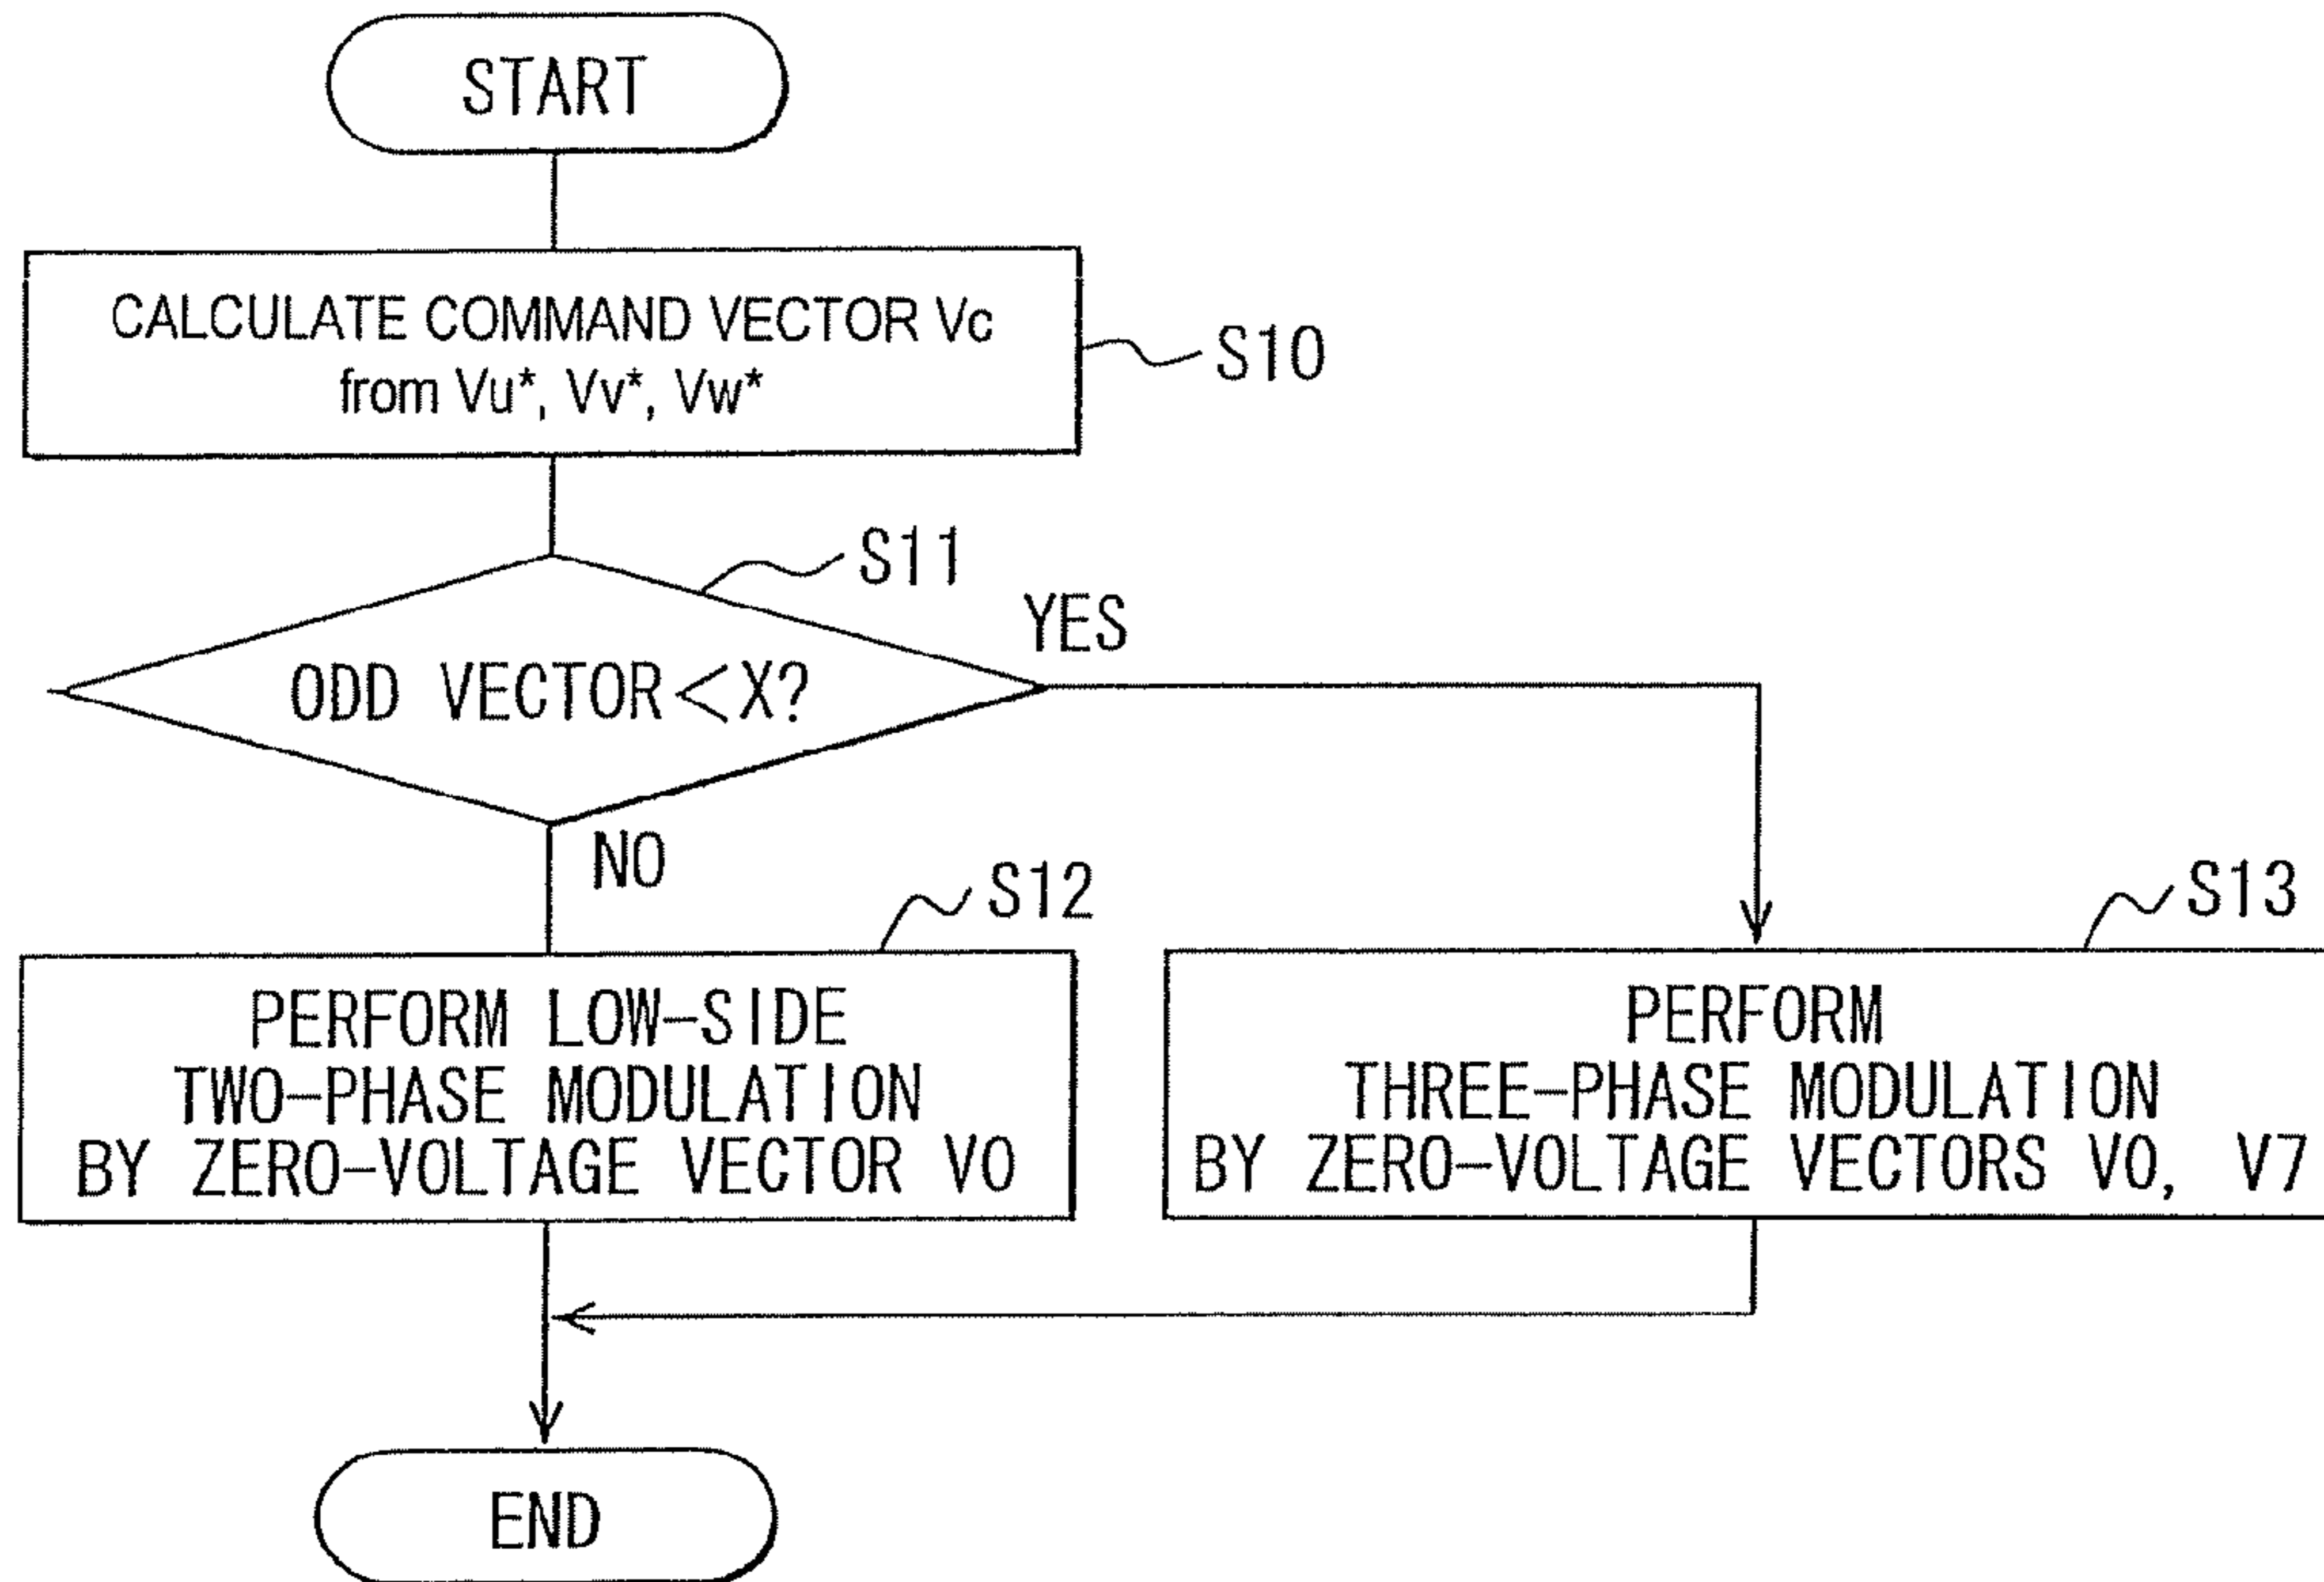 START
CALCULATE COMMAND VECTOR Vc
from Vu*, Vv*, Vw*
S10
S11
ODD VECTOR<X?
YES
NO
S12
PERFORM LOW-SIDE
TWO-PHASE MODULATION
BY ZERO-VOLTAGE VECTOR V0
S13
PERFORM
THREE-PHASE MODULATION
BY ZERO-VOLTAGE VECTORS V0, V7
END